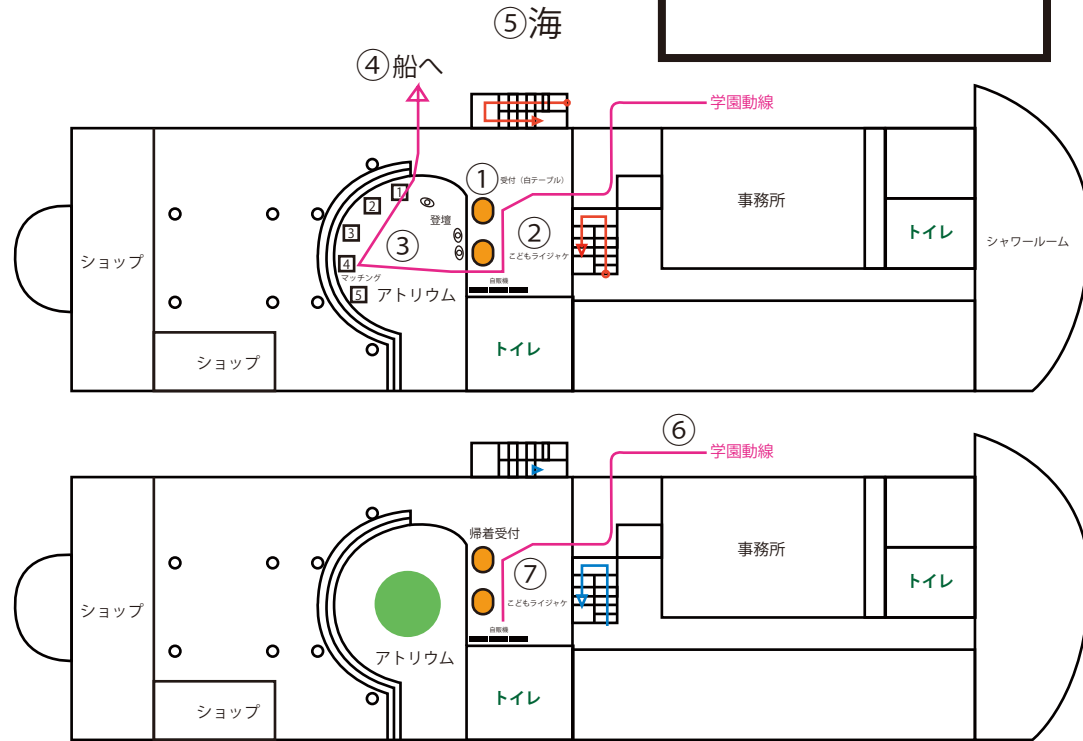 ⑤海
④船へ
学園動線
① 受付（白テーブル）
事務所
1
2
登壇
3
③
②
トイレ
シャワールーム
ショップ
4
こどもライジャケ
マッチング
自販機
5
アトリウム
トイレ
ショップ
⑥
学園動線
帰着受付
事務所
⑦
トイレ
ショップ
こどもライジャケ
自販機
アトリウム
トイレ
ショップ